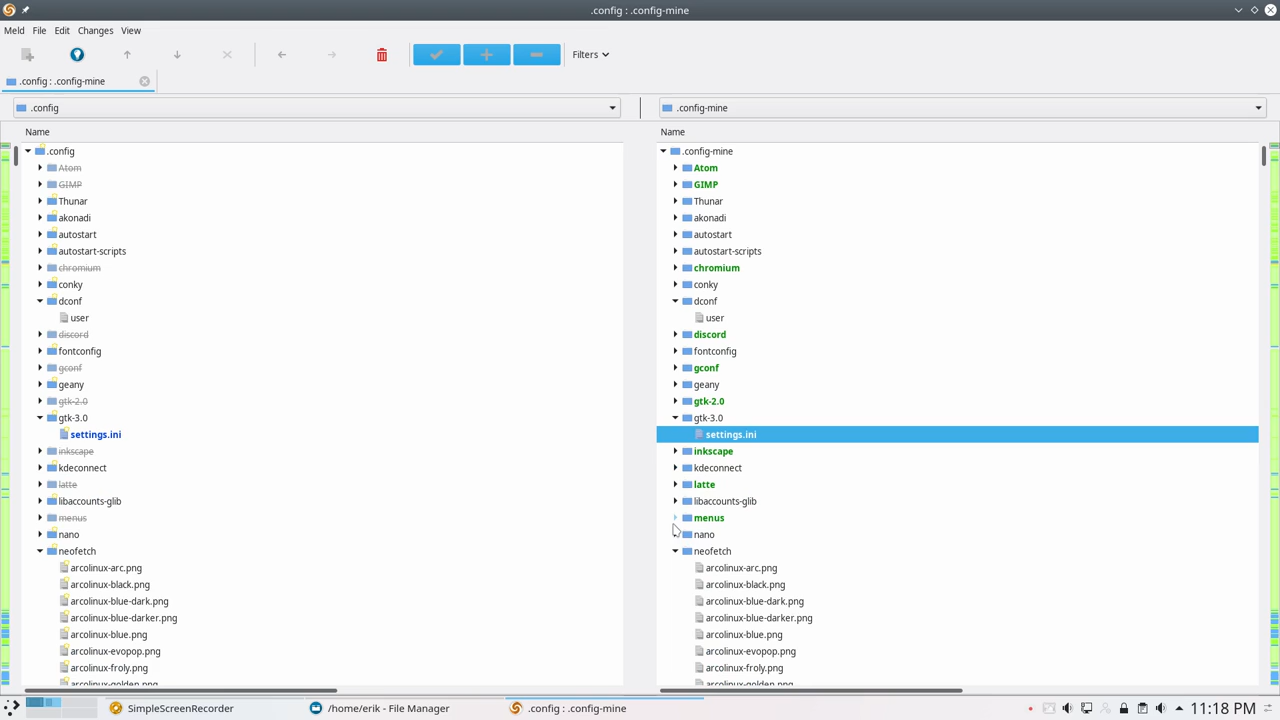 .config : .config-mine
Meld File Edit Changes View
Filters
.config : .config-mine
.config
.config-mine
Name
Name
.config
.config-mine
Atom
Atom
GIMP
GIMP
Thunar
Thunar
akonadi
akonadi
autostart
autostart
autostart-scripts
autostart-scripts
chromium
chromium
conky
conky
dconf
dconf
user
user
discord
discord
fontconfig
fontconfig
gconf
gconf
geany
geany
gtk-2.0
gtk-2.0
gtk-3.0
gtk-3.0
settings.ini
settings.ini
inkscape
inkscape
kdeconnect
kdeconnect
latte
latte
libaccounts-glib
libaccounts-glib
menus
menus
nano
nano
neofetch
neofetch
arcolinux-arc.png
arcolinux-arc.png
arcolinux-black.png
arcolinux-black.png
arcolinux-blue-dark.png
arcolinux-blue-dark.png
arcolinux-blue-darker.png
arcolinux-blue-darker.png
arcolinux-blue.png
arcolinux-blue.png
arcolinux-evopop.png
arcolinux-evopop.png
arcolinux-froly.png
arcolinux-froly.png
arcolinux-golden.png
arcolinux-golden.png
SimpleScreenRecorder
/home/erik - File Manager
.config : .config-mine
11:18 PM